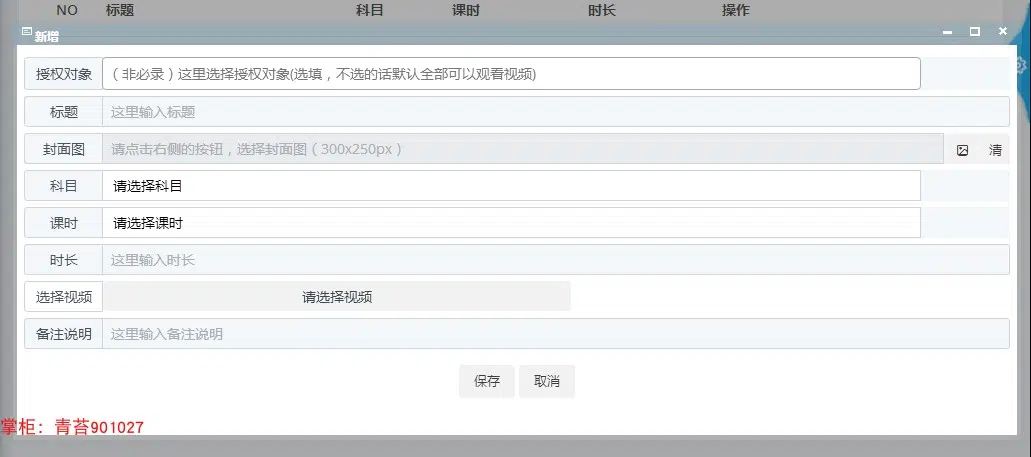 NO 标题 科目 课时 时长 操作
新增
授权对象 （非必录）这里选择授权对象(选填，不选的话默认全部可以观看视频)
标题 这里输入标题
封面图 请点击右侧的按钮，选择封面图（300x250px） 清
科目 请选择科目
课时 请选择课时
时长 这里输入时长
选择视频 请选择视频
备注说明 这里输入备注说明
保存 取消
掌柜：青苔901027